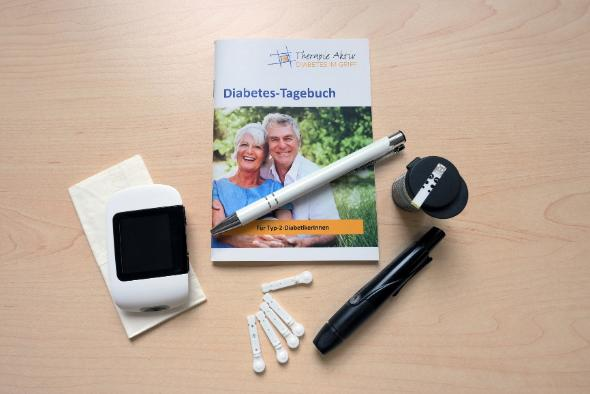 Therapie Aktiv
DIABETES IM GRIFF
Diabetes-Tagebuch
Für Typ-2-DiabetikerInnen